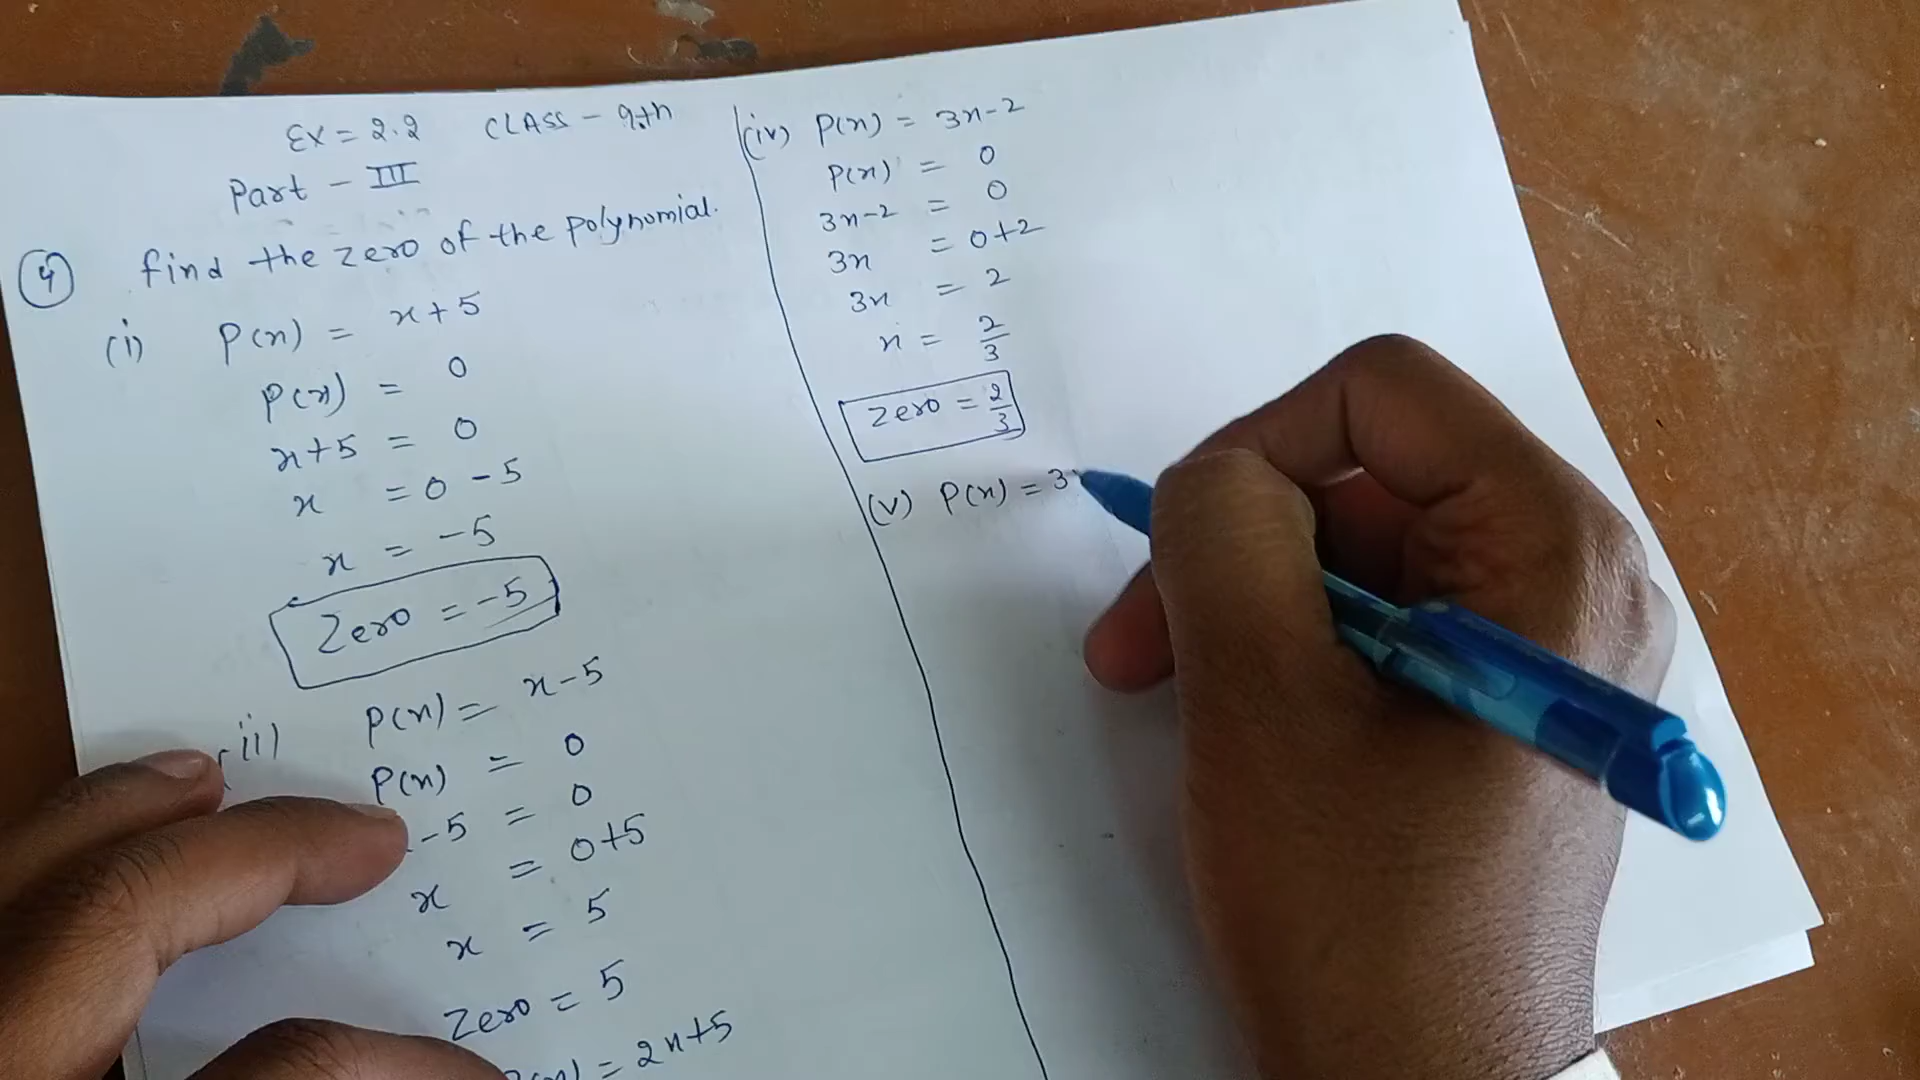 EX = 2.2 CLASS - 9th
Part - III
④ find the zero of the polynomial.
(i) P(x) = x+5
P(x) = 0
x+5 = 0
x = 0 - 5
x = -5
Zero = -5
(ii) P(x) = x-5
P(x) = 0
-5 = 0
x = 0+5
x = 5
Zero = 5
= 2x+5
(iv) P(x) = 3x-2
P(x) = 0
3x-2 = 0
3x = 0+2
3x = 2
x = 2/3
Zero = 2/3
(v) P(x) = 3